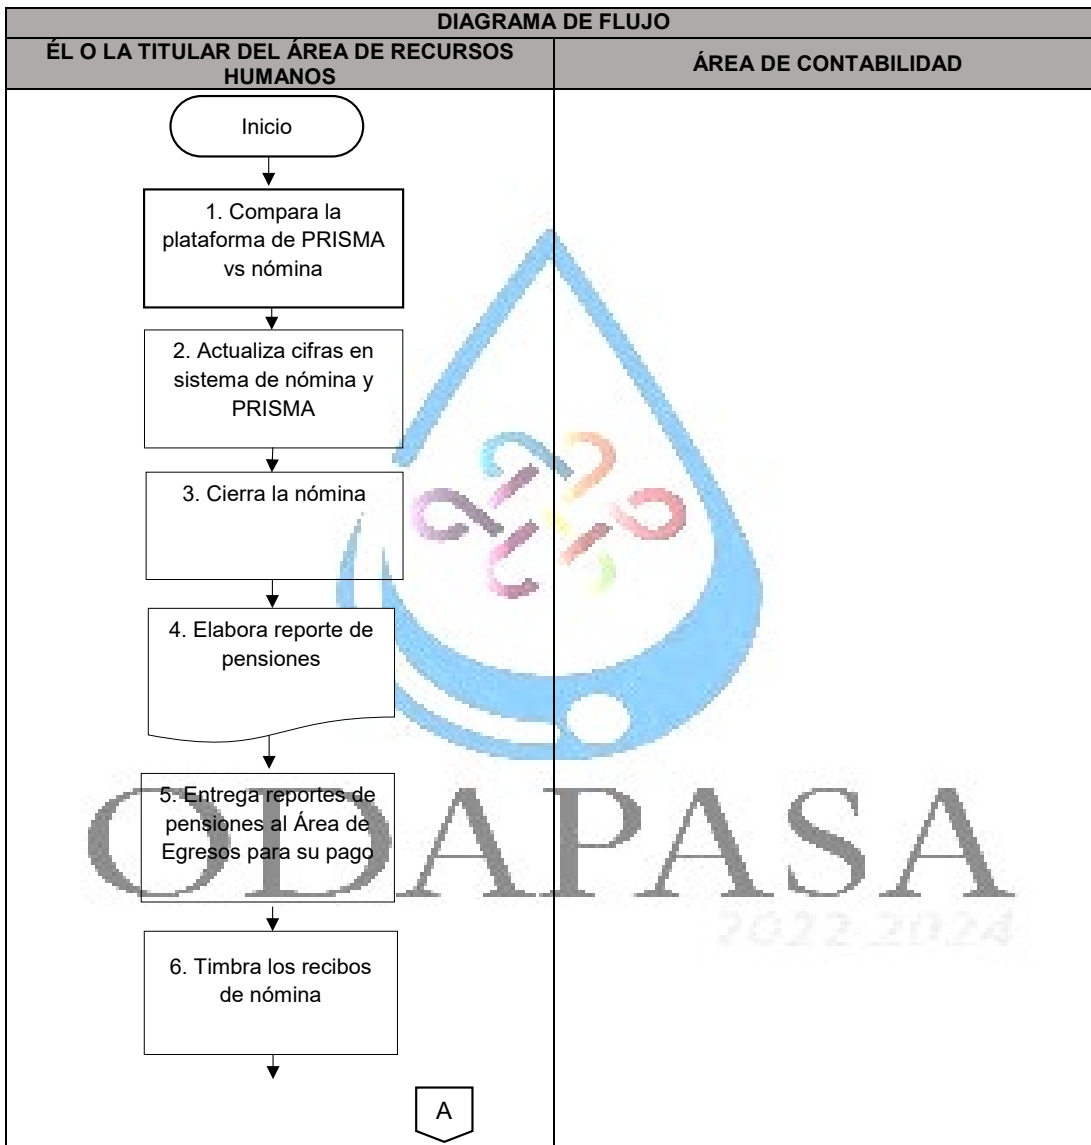 DIAGRAMA DE FLUJO
ÉL O LA TITULAR DEL ÁREA DE RECURSOS
HUMANOS
ÁREA DE CONTABILIDAD
Inicio
1. Compara la
plataforma de PRISMA
vs nómina
2. Actualiza cifras en
sistema de nómina y
PRISMA
3. Cierra la nómina
4. Elabora reporte de
pensiones
5. Entrega reportes de
pensiones al Área de
Egresos para su pago
ODAPASA
2022-2024
6. Timbra los recibos
de nómina
A